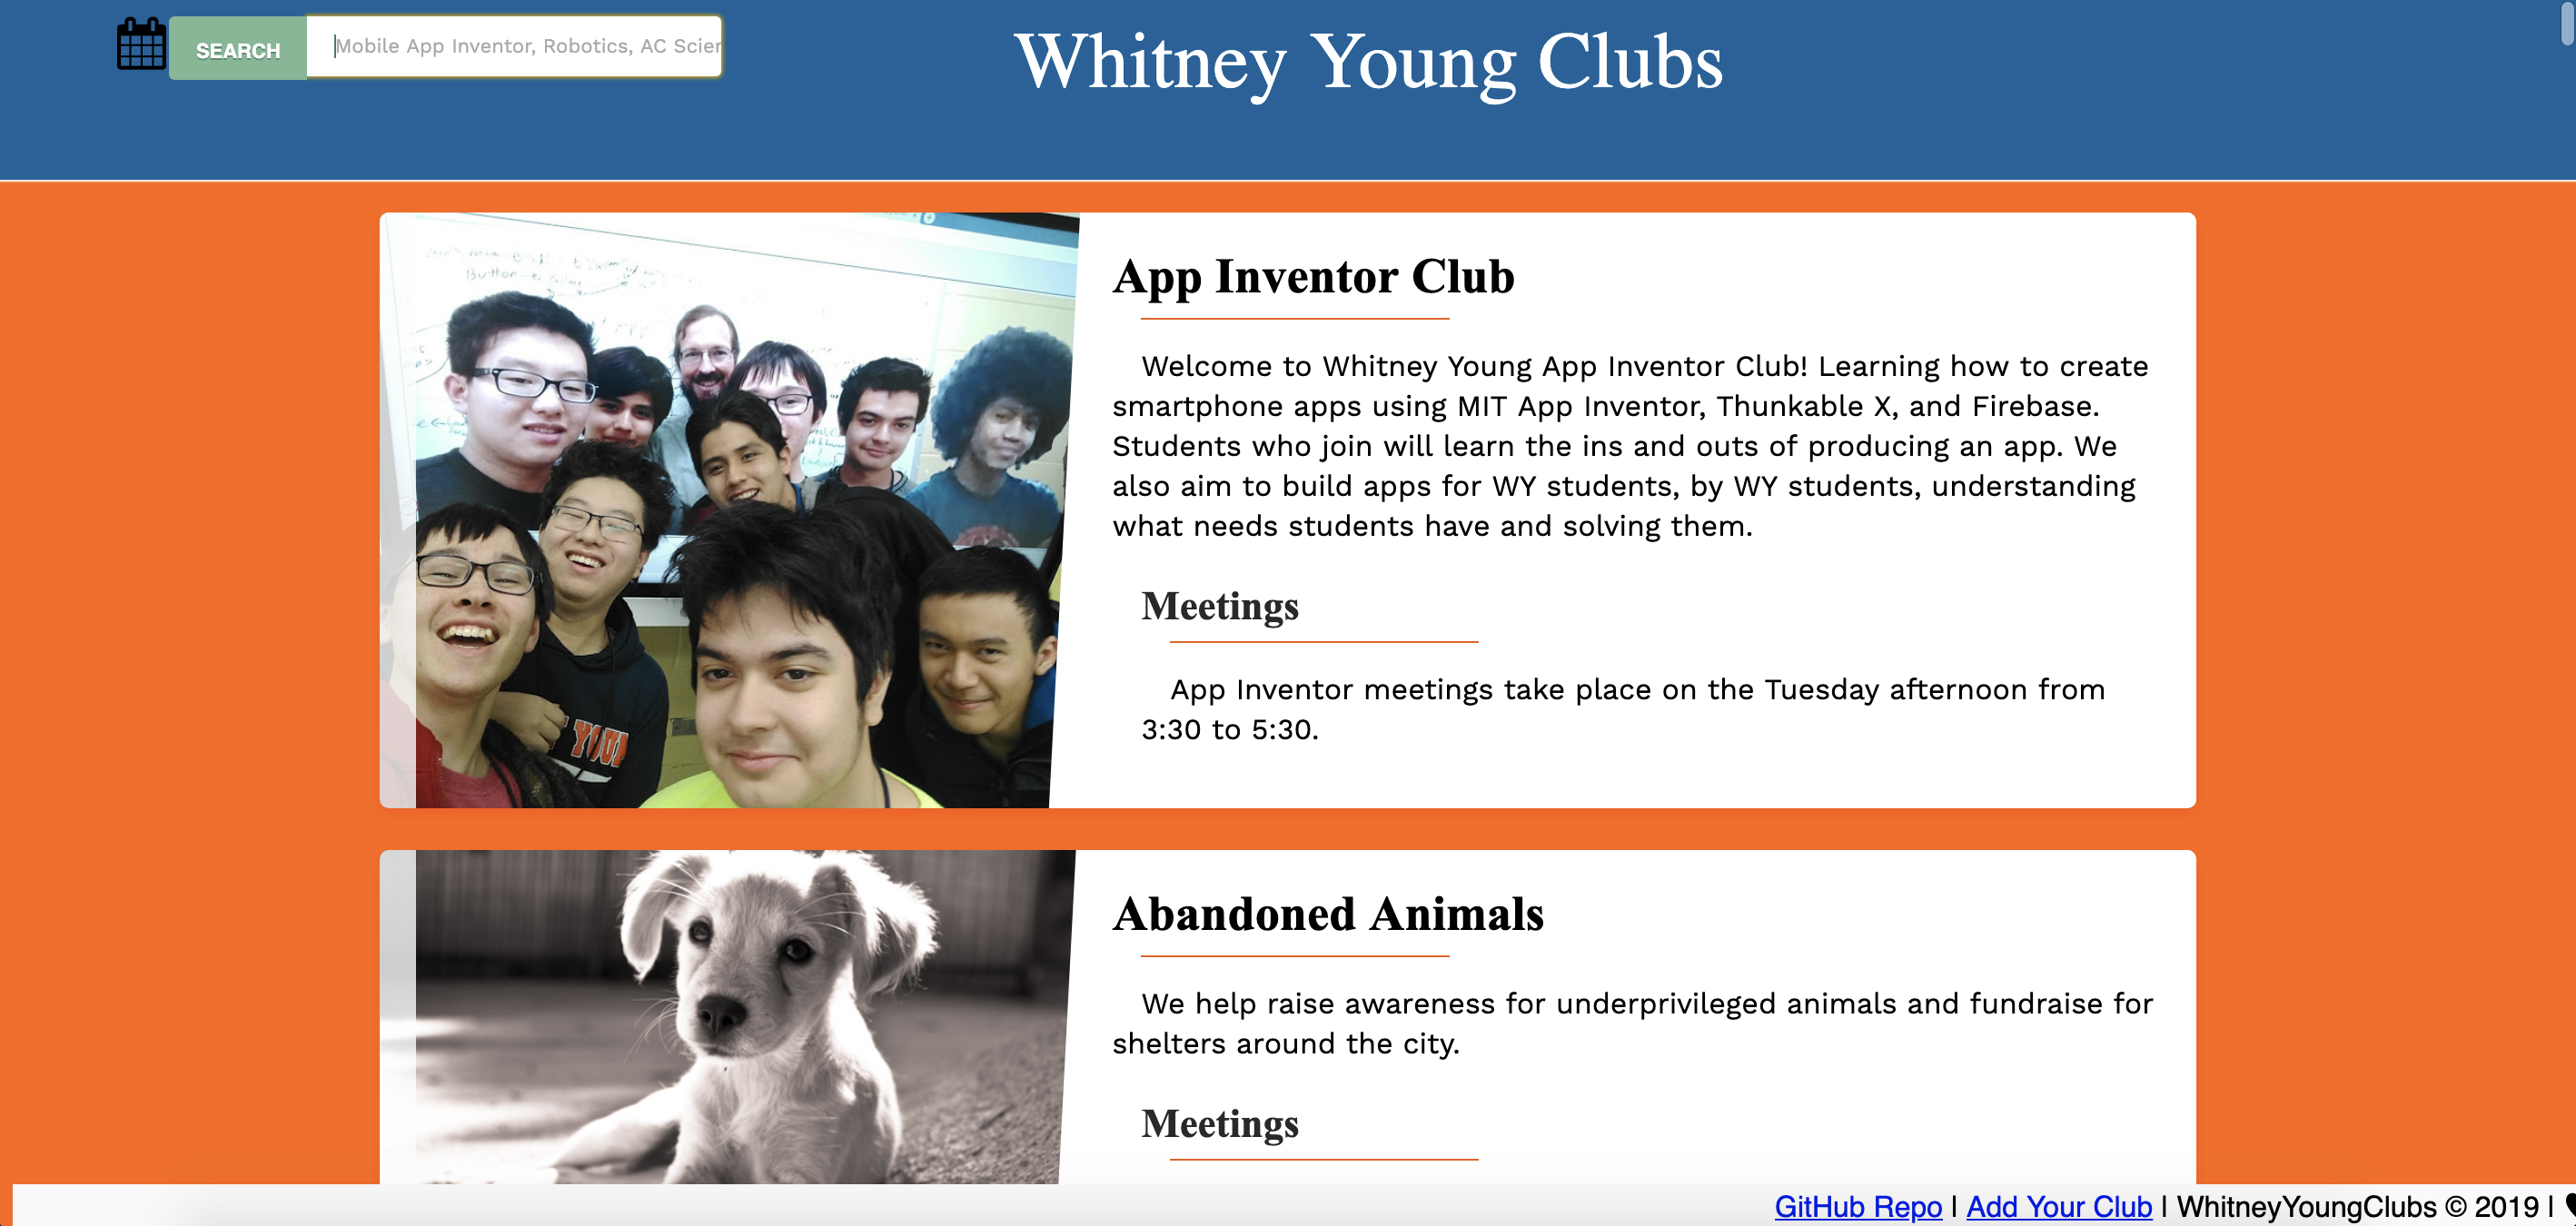 SEARCH
Mobile App Inventor, Robotics, AC Scier
Whitney Young Clubs
Button
YOUN
App Inventor Club
Welcome to Whitney Young App Inventor Club! Learning how to create
smartphone apps using MIT App Inventor, Thunkable X, and Firebase.
Students who join will learn the ins and outs of producing an app. We
also aim to build apps for WY students, by WY students, understanding
what needs students have and solving them.
Meetings
App Inventor meetings take place on the Tuesday afternoon from
3:30 to 5:30.
Abandoned Animals
We help raise awareness for underprivileged animals and fundraise for
shelters around the city.
Meetings
GitHub Repo | Add Your Club | WhitneyYoungClubs © 2019 |